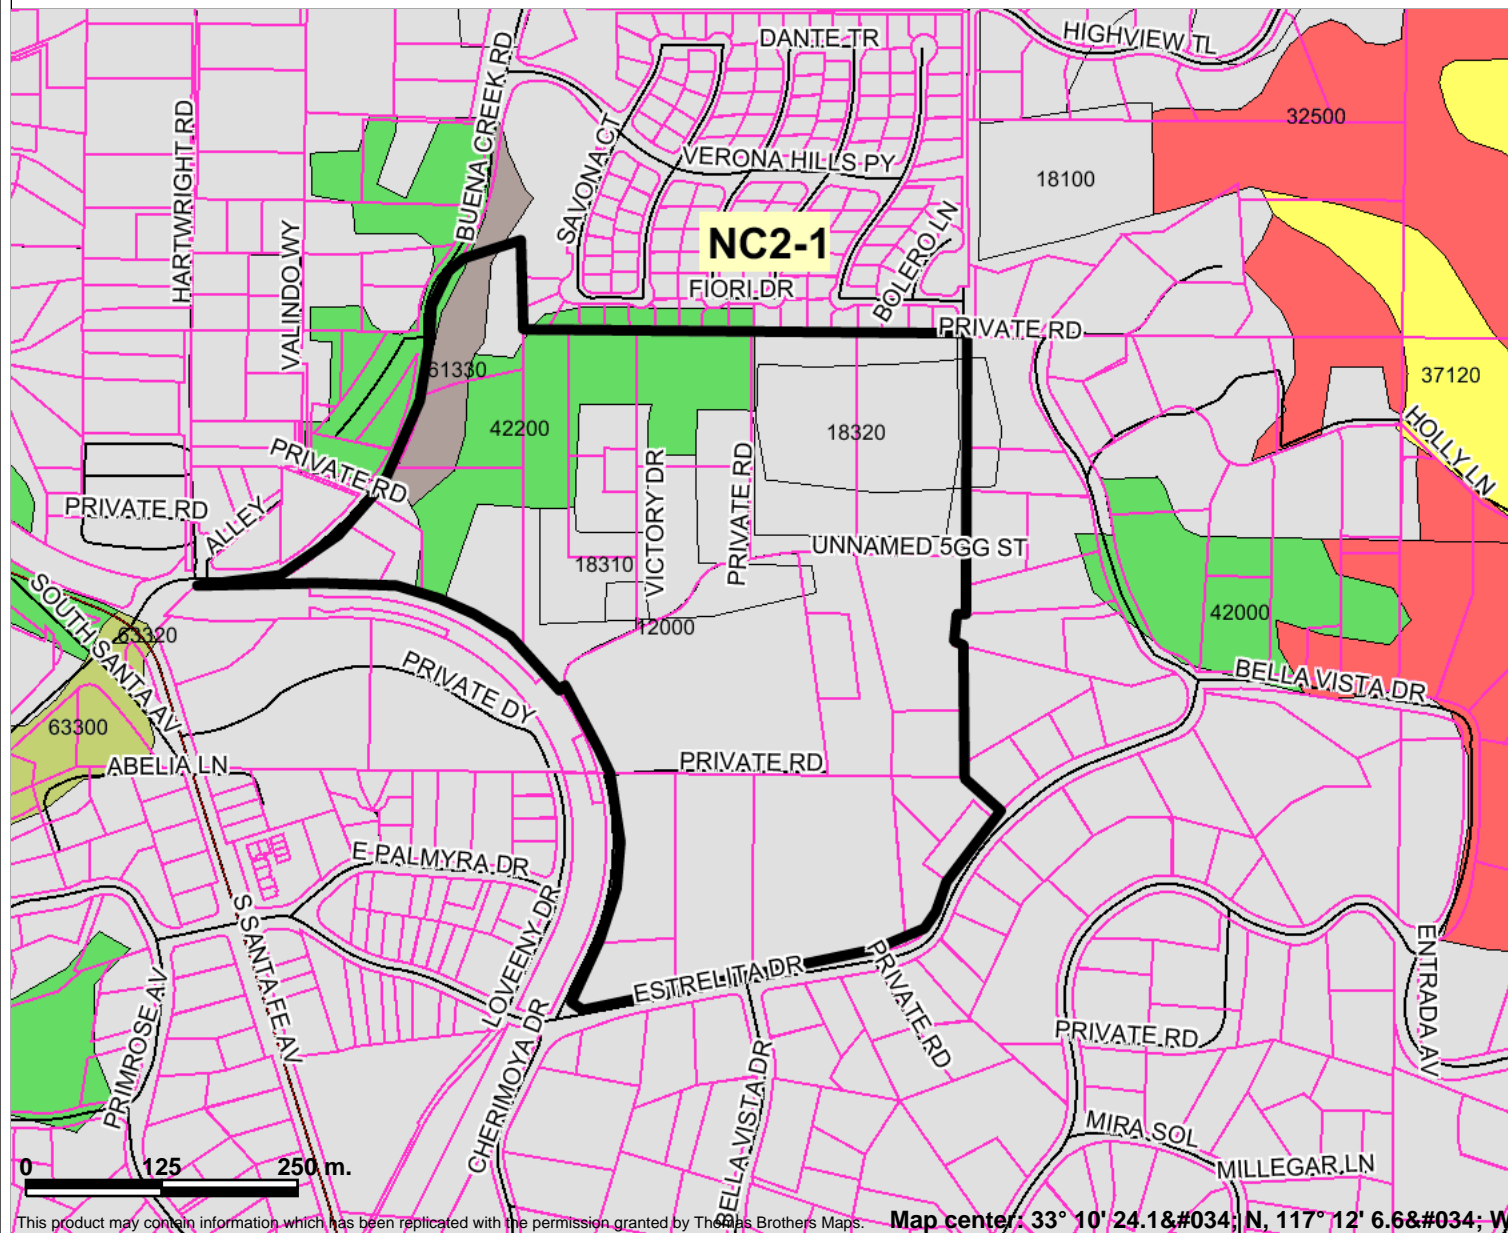 DANTE TR
HIGHVIEW TL
BUENA CREEK RD
HARTWRIGHT RD
SAVONA CT
VERONA HILLS PY
32500
18100
VALINDO WY
NC2-1
BOLERO LN
FIORI DR
PRIVATE RD
61330
37120
42200
18320
HOLLY LN
PRIVATE RD
PRIVATE RD
ALLEY
VICTORY DR
PRIVATE RD
UNNAMED 5GG ST
18310
SOUTH SANTA AV
63320
12000
42000
PRIVATE DY
BELLA VISTA DR
63300
ABELIA LN
PRIVATE RD
E PALMYRA DR
LOVEENY DR
S SANTA FE AV
ESTRELITA DR
PRIVATE RD
ENTRADA AV
PRIMROSE AV
CHERIMOYA DR
BELLA VISTA DR
PRIVATE RD
MIRA SOL
MILLEGAR LN
0 125 250 m.
This product may contain information which has been replicated with the permission granted by Thomas Brothers Maps.
Map center: 33° 10' 24.1&#034; N, 117° 12' 6.6&#034; W